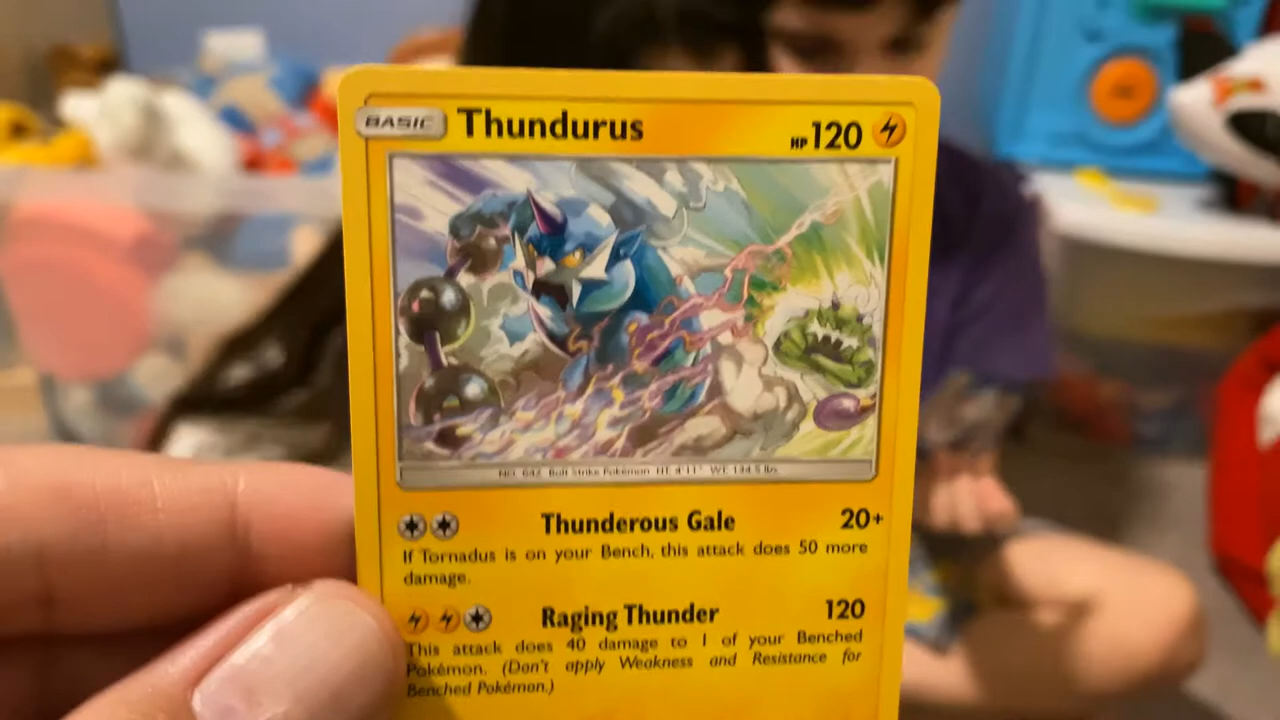 BASIC Thundurus HP 120
NO. 642 Bolt Strike Pokémon HT: 4'11" WT: 134.5 lbs.
Thunderous Gale 20+
If Tornadus is on your Bench, this attack does 50 more
damage.
Raging Thunder 120
This attack does 40 damage to 1 of your Benched
Pokémon. (Don't apply Weakness and Resistance for
Benched Pokémon.)